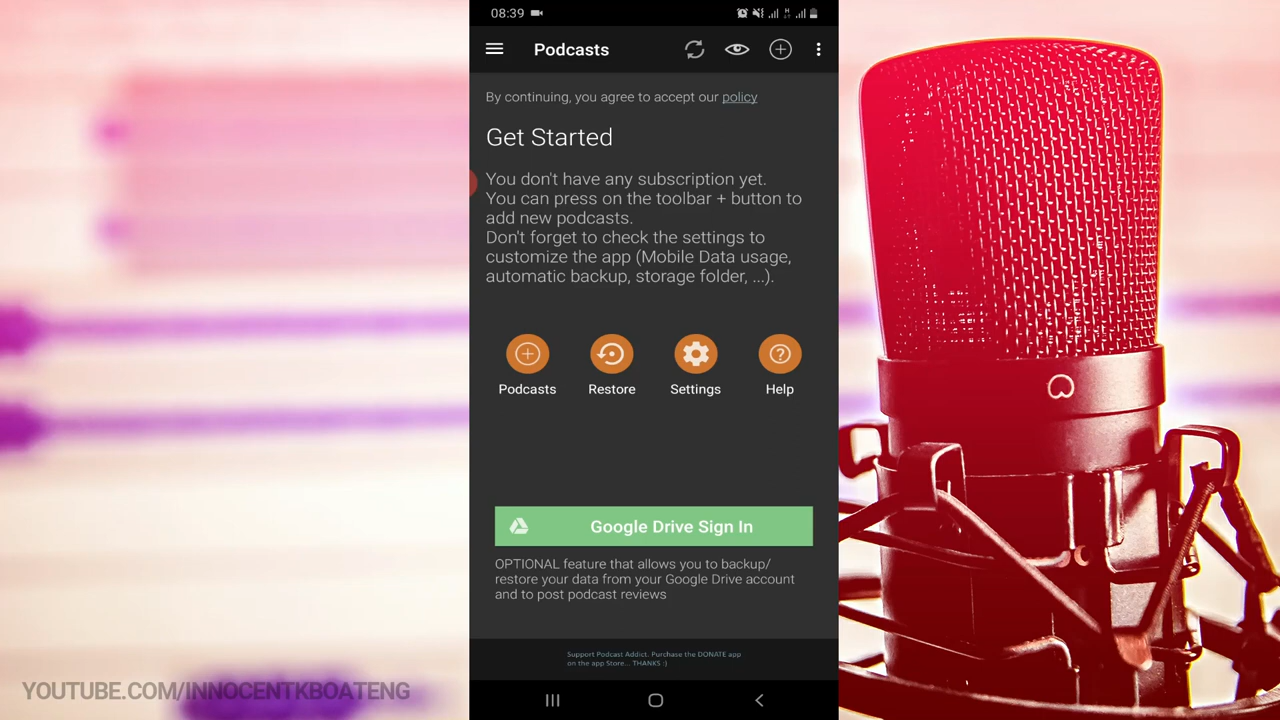 08:39
Podcasts
By continuing, you agree to accept our policy
Get Started
You don't have any subscription yet.
You can press on the toolbar + button to
add new podcasts.
Don't forget to check the settings to
customize the app (Mobile Data usage,
automatic backup, storage folder, ...).
Podcasts Restore Settings Help
Google Drive Sign In
OPTIONAL feature that allows you to backup/
restore your data from your Google Drive account
and to post podcast reviews
Support Podcast Addict. Purchase the DONATE app
on the app Store... THANKS :)
YOUTUBE.COM/INNOCENTKBOATENG